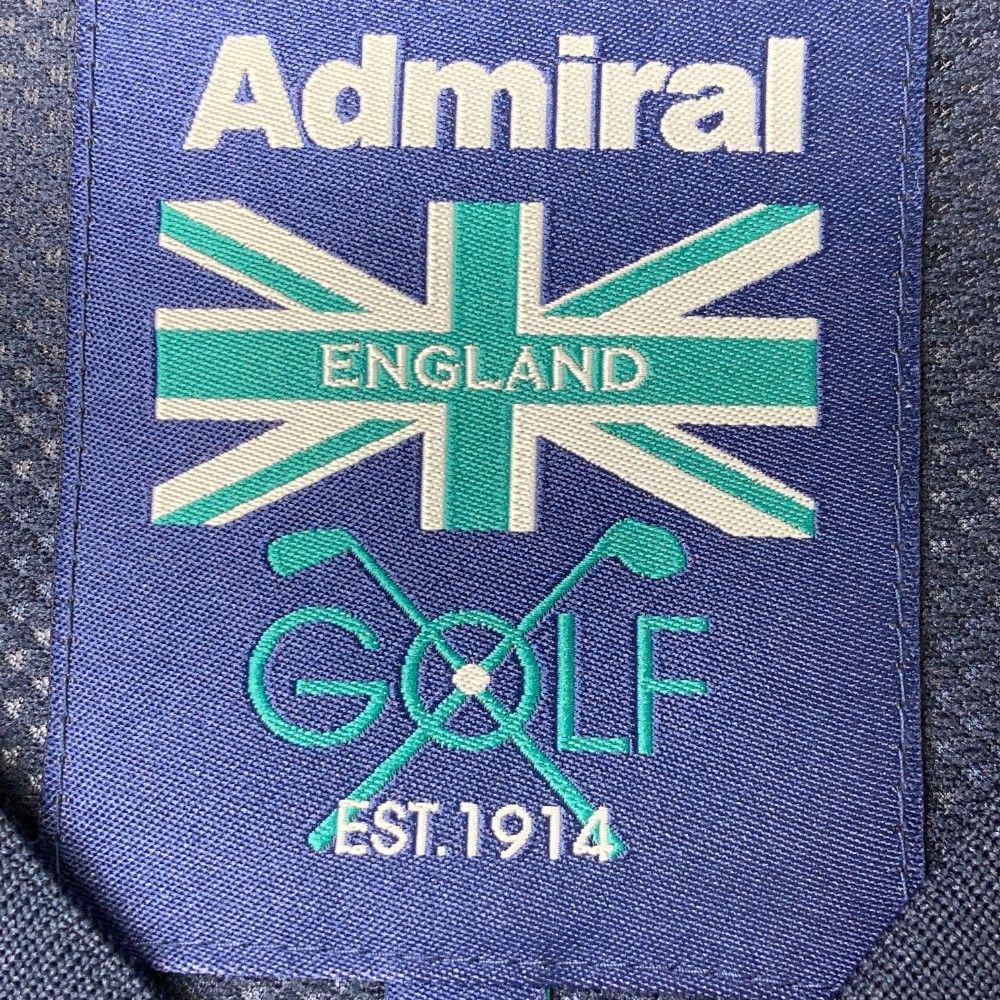 Admiral
ENGLAND
GOLF
EST.1914